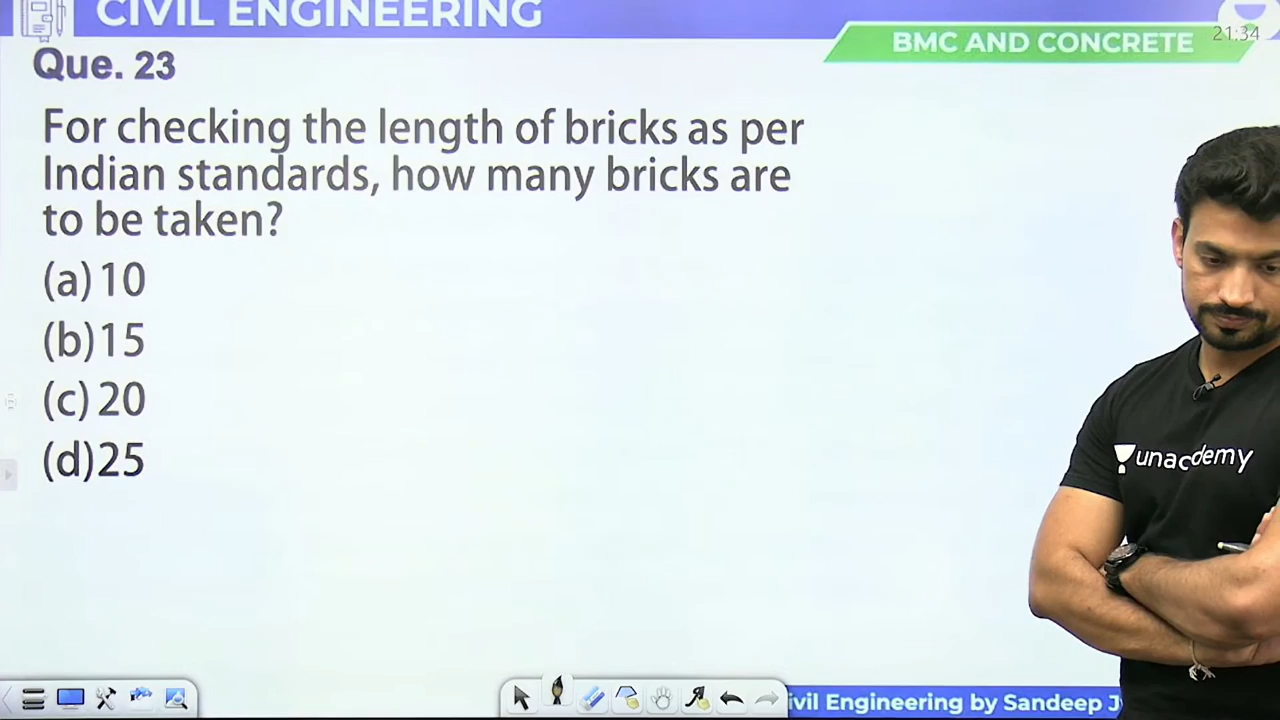 CIVIL ENGINEERING
BMC AND CONCRETE
21:34
Que. 23
For checking the length of bricks as per
Indian standards, how many bricks are
to be taken?
(a) 10
(b) 15
(c) 20
(d) 25
unacademy
Civil Engineering by Sandeep